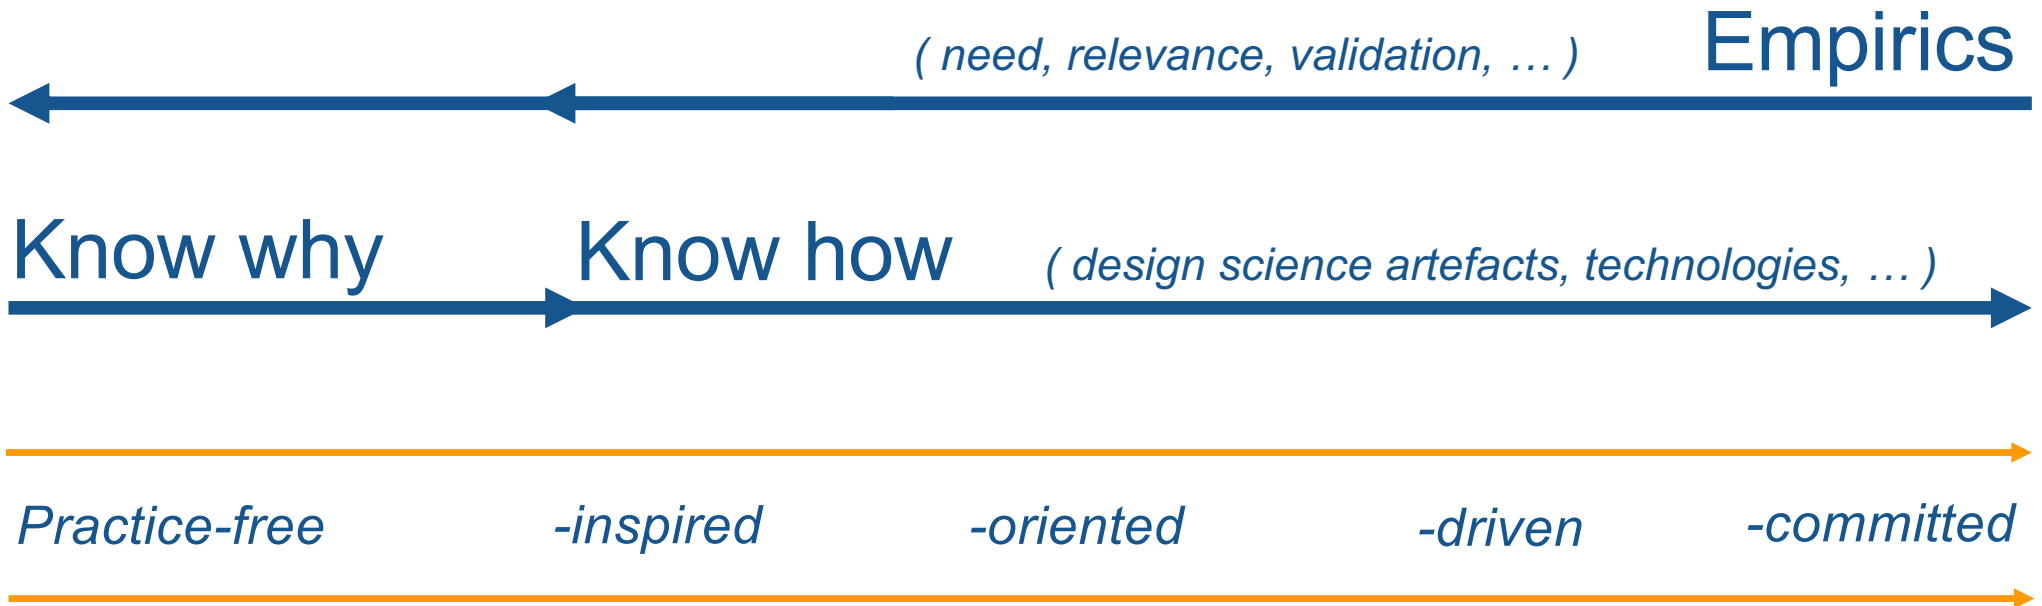 ( need, relevance, validation, … ) Empirics
Know why Know how ( design science artefacts, technologies, … )
Practice-free -inspired -oriented -driven -committed